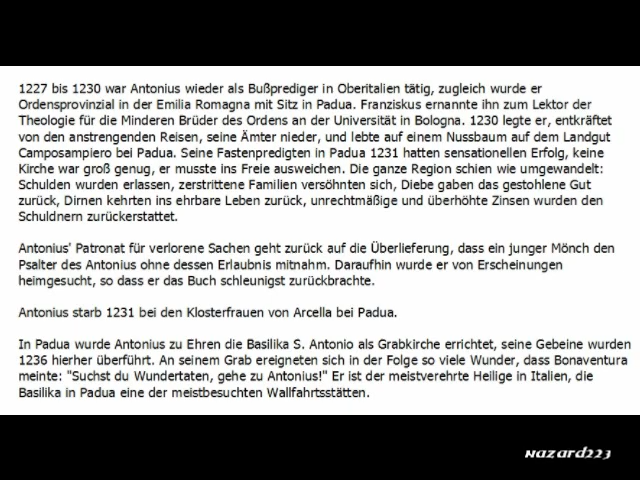 1227 bis 1230 war Antonius wieder als Bußprediger in Oberitalien tätig, zugleich wurde er
Ordensprovinzial in der Emilia Romagna mit Sitz in Padua. Franziskus ernannte ihn zum Lektor der
Theologie für die Minderen Brüder des Ordens an der Universität in Bologna. 1230 legte er, entkräftet
von den anstrengenden Reisen, seine Ämter nieder, und lebte auf einem Nussbaum auf dem Landgut
Camposampiero bei Padua. Seine Fastenpredigten in Padua 1231 hatten sensationellen Erfolg, keine
Kirche war groß genug, er musste ins Freie ausweichen. Die ganze Region schien wie umgewandelt:
Schulden wurden erlassen, zerstrittene Familien versöhnten sich, Diebe gaben das gestohlene Gut
zurück, Dirnen kehrten ins ehrbare Leben zurück, unrechtmäßige und überhöhte Zinsen wurden den
Schuldnern zurückerstattet.
Antonius' Patronat für verlorene Sachen geht zurück auf die Überlieferung, dass ein junger Mönch den
Psalter des Antonius ohne dessen Erlaubnis mitnahm. Daraufhin wurde er von Erscheinungen
heimgesucht, so dass er das Buch schleunigst zurückbrachte.
Antonius starb 1231 bei den Klosterfrauen von Arcella bei Padua.
In Padua wurde Antonius zu Ehren die Basilika S. Antonio als Grabkirche errichtet, seine Gebeine wurden
1236 hierher überführt. An seinem Grab ereigneten sich in der Folge so viele Wunder, dass Bonaventura
meinte: "Suchst du Wundertaten, gehe zu Antonius!" Er ist der meistverehrte Heilige in Italien, die
Basilika in Padua eine der meistbesuchten Wallfahrtsstätten.
nazard223